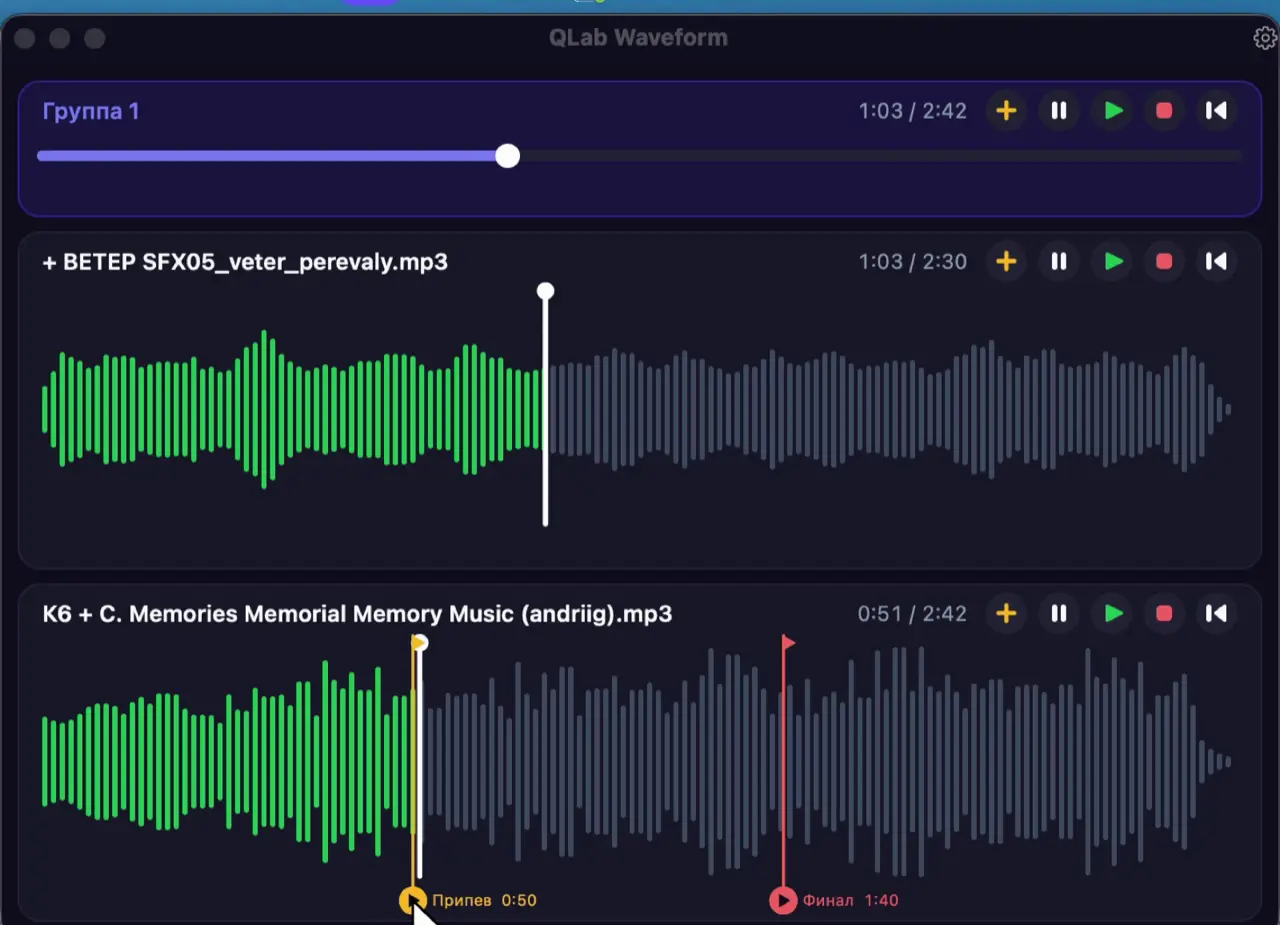 QLab Waveform
Группа 1
1:03 / 2:42
+ ВЕТЕР SFX05_veter_perevaly.mp3
1:03 / 2:30
K6 + C. Memories Memorial Memory Music (andriig).mp3
0:51 / 2:42
Припев 0:50
Финал 1:40